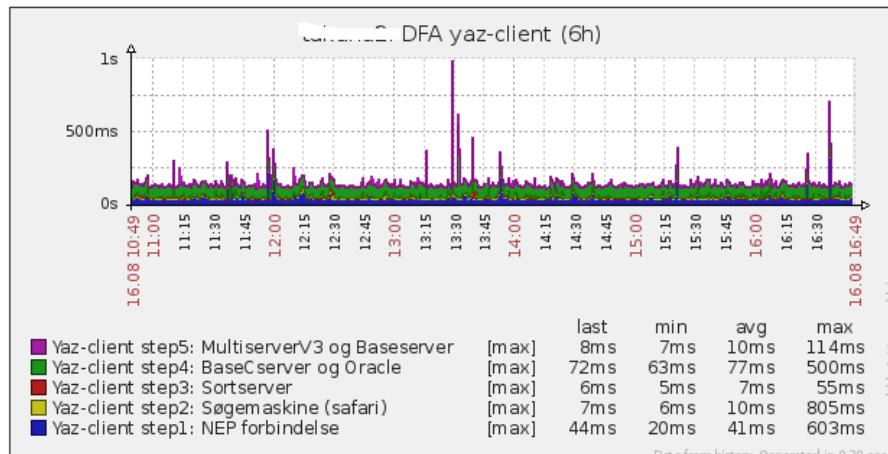 DFA yaz-client (6h)
1s
500ms
0s
16.08 10:49
11:00
11:15
11:30
11:45
12:00
12:15
12:30
12:45
13:00
13:15
13:30
13:45
14:00
14:15
14:30
14:45
15:00
15:15
15:30
15:45
16:00
16:15
16:30
16.08 16:49
last min avg max
Yaz-client step5: MultiserverV3 og Baseserver [max] 8ms 7ms 10ms 114ms
Yaz-client step4: BaseCserver og Oracle [max] 72ms 63ms 77ms 500ms
Yaz-client step3: Sortserver [max] 6ms 5ms 7ms 55ms
Yaz-client step2: Søgemaskine (safari) [max] 7ms 6ms 10ms 805ms
Yaz-client step1: NEP forbindelse [max] 44ms 20ms 41ms 603ms